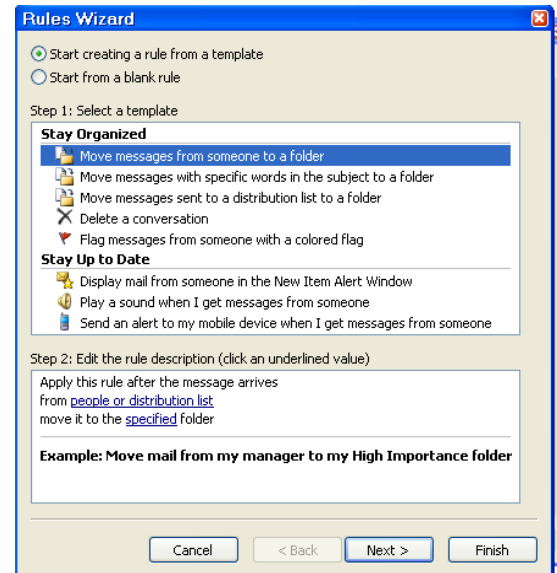 Rules Wizard
Start creating a rule from a template
Start from a blank rule
Step 1: Select a template
Stay Organized
Move messages from someone to a folder
Move messages with specific words in the subject to a folder
Move messages sent to a distribution list to a folder
Delete a conversation
Flag messages from someone with a colored flag
Stay Up to Date
Display mail from someone in the New Item Alert Window
Play a sound when I get messages from someone
Send an alert to my mobile device when I get messages from someone
Step 2: Edit the rule description (click an underlined value)
Apply this rule after the message arrives
from people or distribution list
move it to the specified folder
Example: Move mail from my manager to my High Importance folder
Cancel < Back Next > Finish